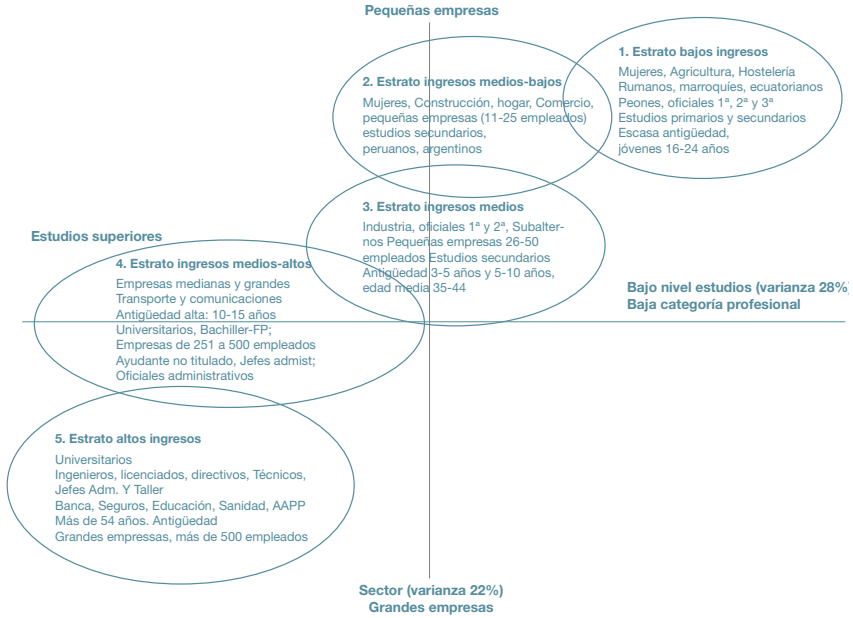 Pequeñas empresas
1. Estrato bajos ingresos
Mujeres, Agricultura, Hostelería
Rumanos, marroquíes, ecuatorianos
Peones, oficiales 1ª, 2ª y 3ª
Estudios primarios y secundarios
Escasa antigüedad,
jóvenes 16-24 años
2. Estrato ingresos medios-bajos
Mujeres, Construcción, hogar, Comercio,
pequeñas empresas (11-25 empleados)
estudios secundarios,
peruanos, argentinos
3. Estrato ingresos medios
Industria, oficiales 1ª y 2ª, Subalter-
nos Pequeñas empresas 26-50
empleados Estudios secundarios
Antigüedad 3-5 años y 5-10 años,
edad media 35-44
Estudios superiores
4. Estrato ingresos medios-altos
Empresas medianas y grandes
Transporte y comunicaciones
Antigüedad alta: 10-15 años
Universitarios, Bachiller-FP;
Empresas de 251 a 500 empleados
Ayudante no titulado, Jefes admist;
Oficiales administrativos
Bajo nivel estudios (varianza 28%)
Baja categoría profesional
5. Estrato altos ingresos
Universitarios
Ingenieros, licenciados, directivos, Técnicos,
Jefes Adm. Y Taller
Banca, Seguros, Educación, Sanidad, AAPP
Más de 54 años. Antigüedad
Grandes empressas, más de 500 empleados
Sector (varianza 22%)
Grandes empresas